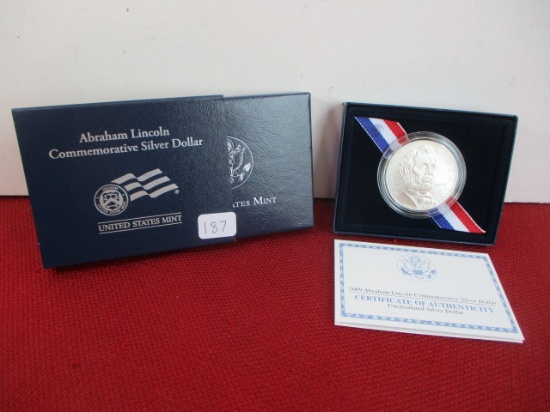 Abraham Lincoln
Commemorative Silver Dollar
UNITED STATES MINT
187
ATES MINT
2009 Abraham Lincoln Commemorative Silver Dollar
CERTIFICATE OF AUTHENTICITY
Uncirculated Silver Dollar